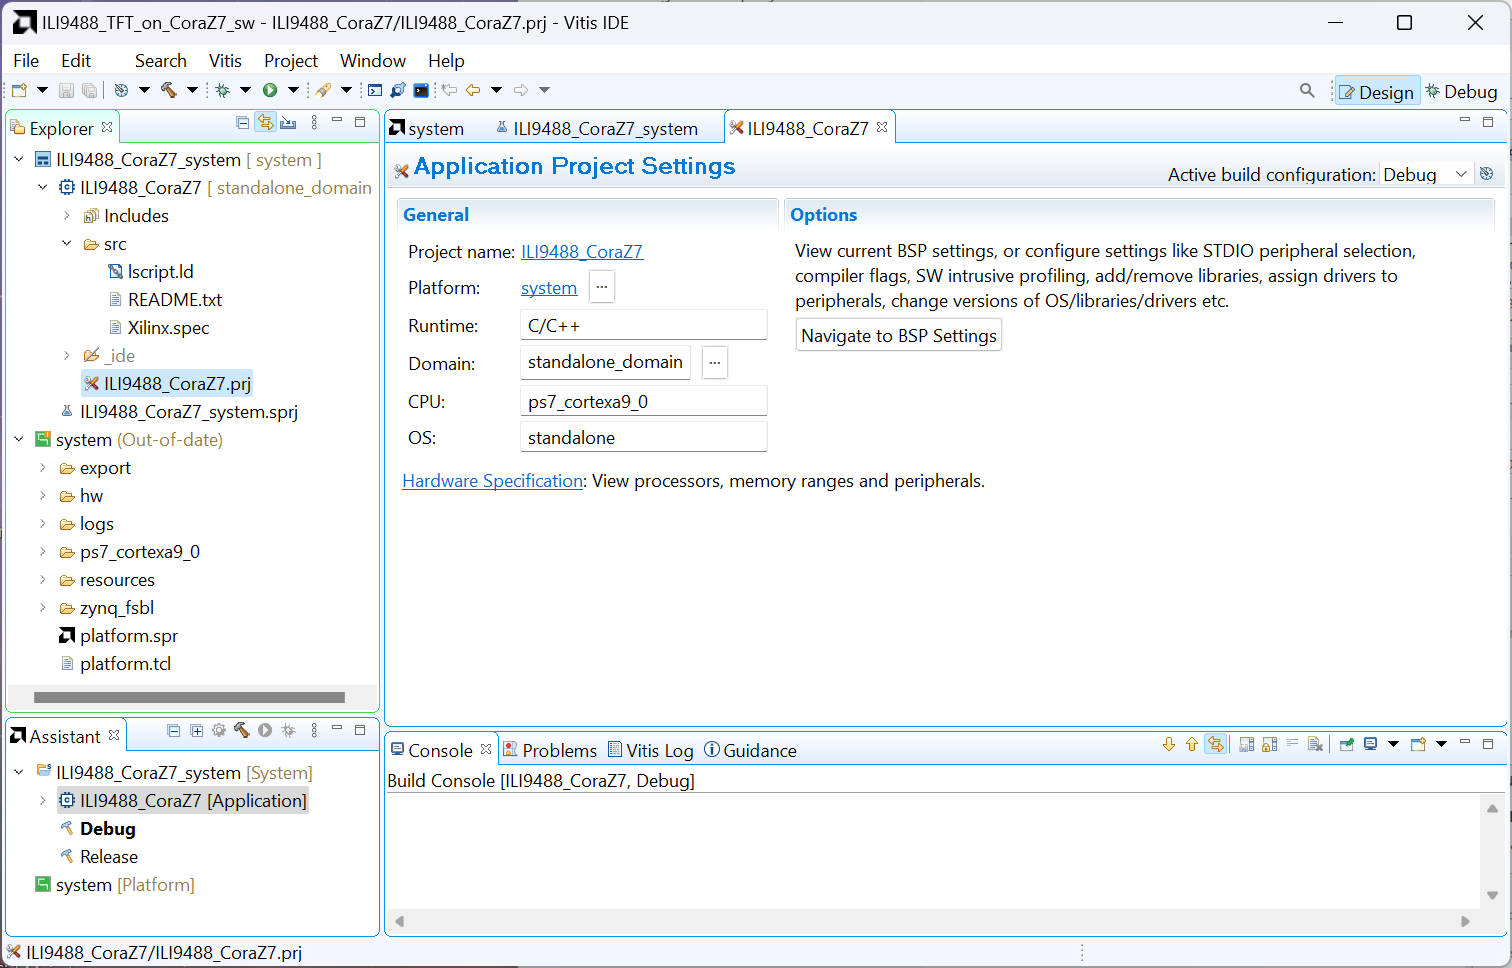 ILI9488_TFT_on_CoraZ7_sw - ILI9488_CoraZ7/ILI9488_CoraZ7.prj - Vitis IDE
File Edit Search Vitis Project Window Help
Design Debug
Explorer
ILI9488_CoraZ7_system [ system ]
ILI9488_CoraZ7 [ standalone_domain
Includes
src
lscript.ld
README.txt
Xilinx.spec
_ide
ILI9488_CoraZ7.prj
ILI9488_CoraZ7_system.sprj
system (Out-of-date)
export
hw
logs
ps7_cortexa9_0
resources
zynq_fsbl
platform.spr
platform.tcl
Assistant
ILI9488_CoraZ7_system [System]
ILI9488_CoraZ7 [Application]
Debug
Release
system [Platform]
system ILI9488_CoraZ7_system ILI9488_CoraZ7
Application Project Settings
Active build configuration: Debug
General
Project name: ILI9488_CoraZ7
Platform: system ...
Runtime: C/C++
Domain: standalone_domain ...
CPU: ps7_cortexa9_0
OS: standalone
Hardware Specification: View processors, memory ranges and peripherals.
Options
View current BSP settings, or configure settings like STDIO peripheral selection,
compiler flags, SW intrusive profiling, add/remove libraries, assign drivers to
peripherals, change versions of OS/libraries/drivers etc.
Navigate to BSP Settings
Console Problems Vitis Log Guidance
Build Console [ILI9488_CoraZ7, Debug]
ILI9488_CoraZ7/ILI9488_CoraZ7.prj